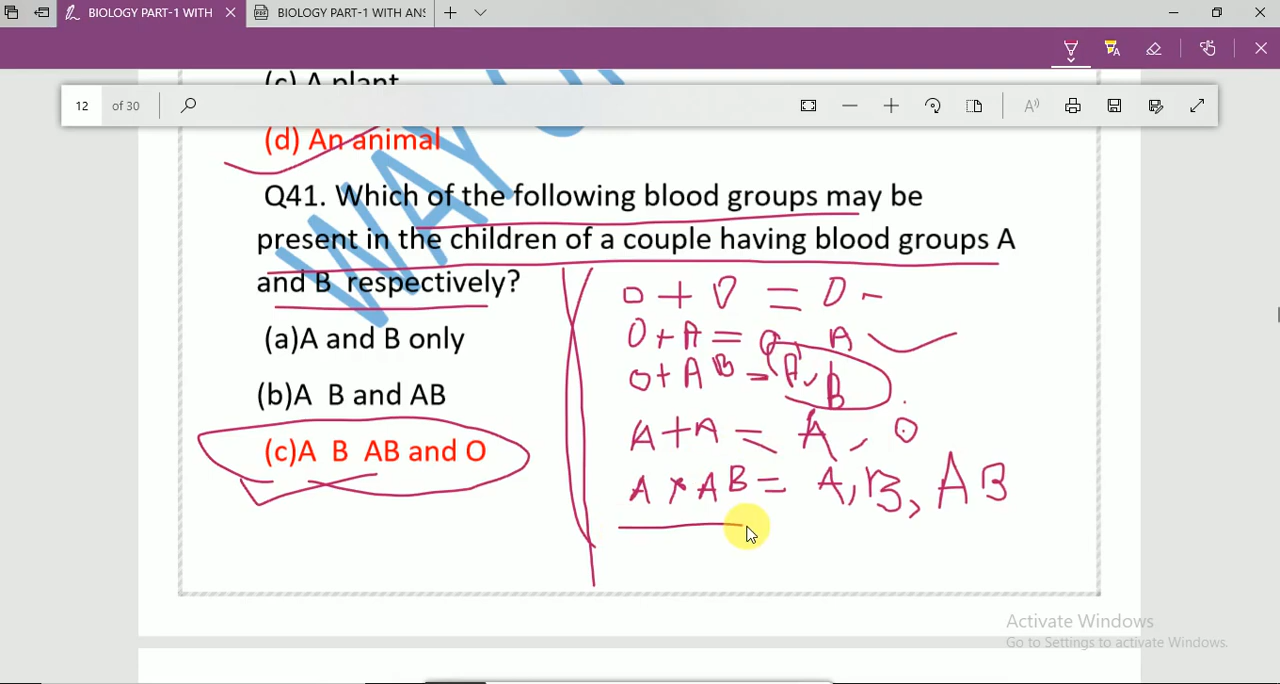 BIOLOGY PART-1 WITH
BIOLOGY PART-1 WITH ANS
12 of 30
(c) A plant
(d) An animal
Q41. Which of the following blood groups may be
present in the children of a couple having blood groups A
and B respectively?
(a)A and B only
(b)A B and AB
(c)A B AB and O
O + O = O
O + A = O A
O + AB = A, B
A + A = A, O
A × AB = A, B, AB
WAY
Activate Windows
Go to Settings to activate Windows.